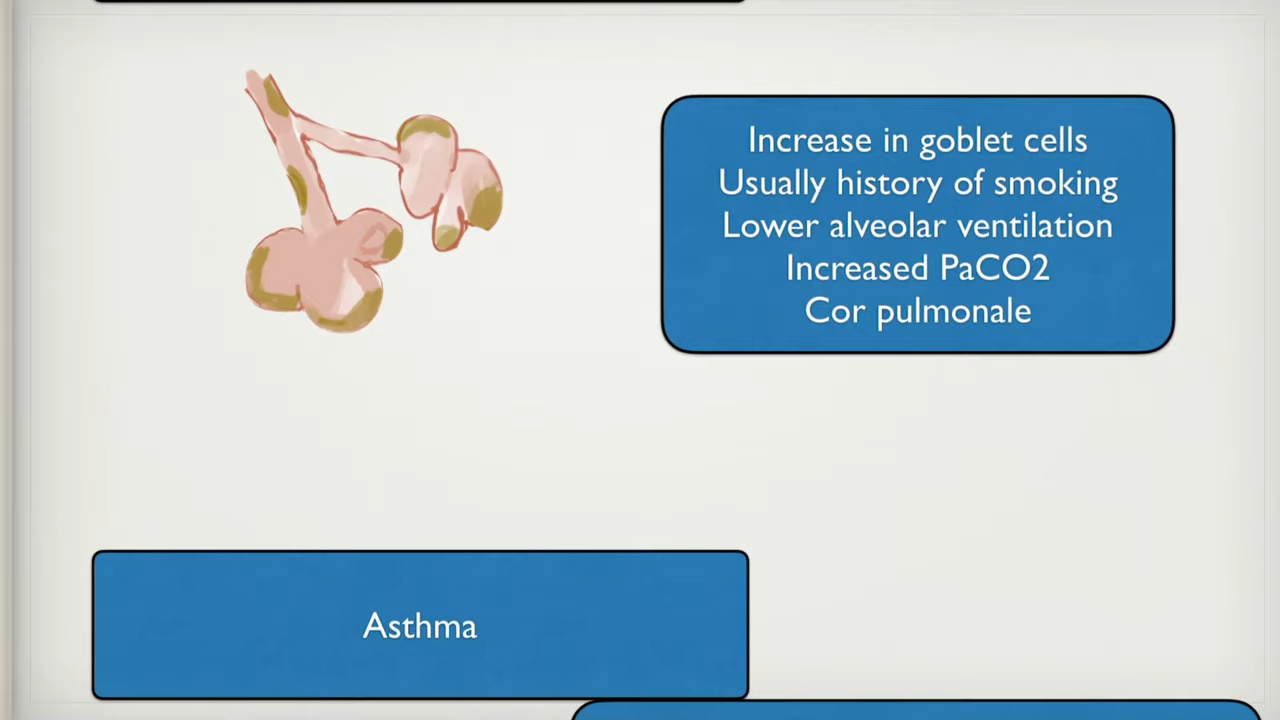 Increase in goblet cells
Usually history of smoking
Lower alveolar ventilation
Increased PaCO2
Cor pulmonale
Asthma